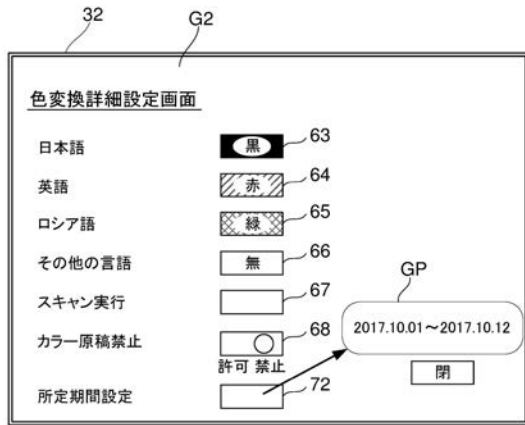 32
G2
色変換詳細設定画面
日本語 黒 63
英語 赤 64
ロシア語 緑 65
その他の言語 無 66
スキャン実行 67
カラー原稿禁止 68
許可 禁止
所定期間設定 72
GP
2017.10.01～2017.10.12
閉